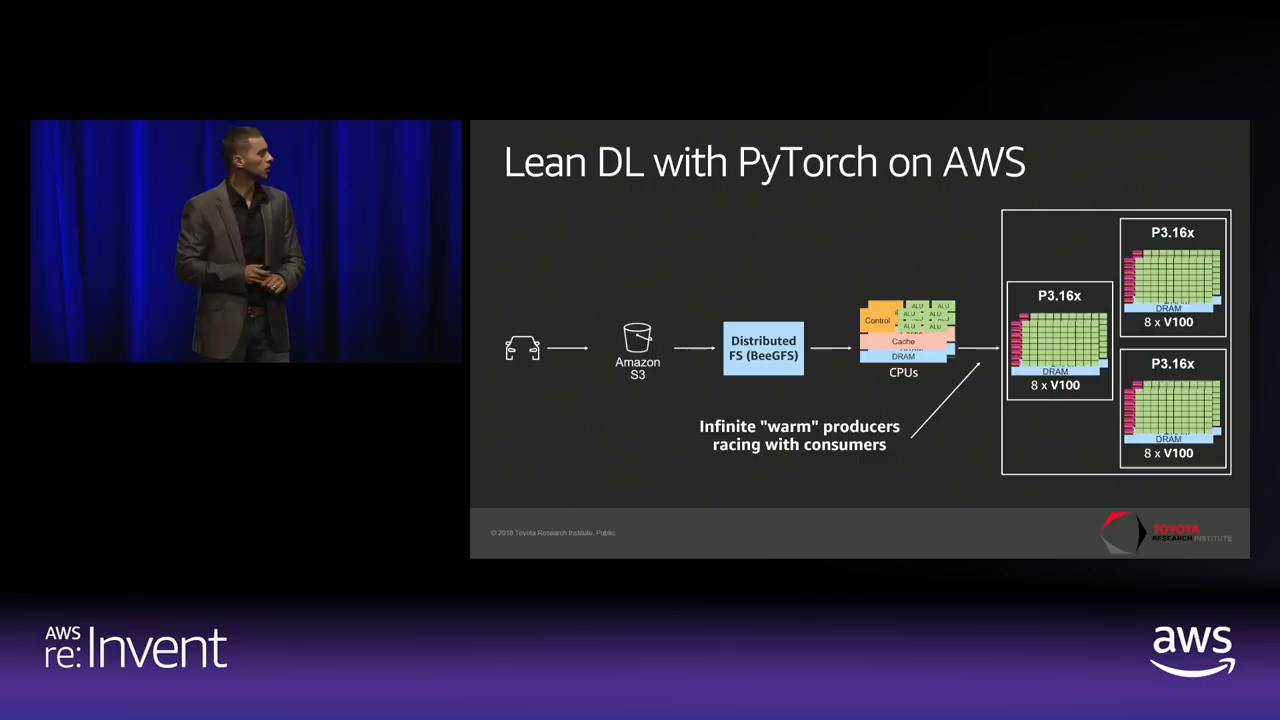 Lean DL with PyTorch on AWS
Amazon
S3
Distributed
FS (BeeGFS)
Control
ALU
ALU
ALU
ALU
ALU
ALU
ALU
Cache
DRAM
CPUs
Infinite "warm" producers
racing with consumers
P3.16x
DRAM
8 x V100
P3.16x
DRAM
8 x V100
P3.16x
DRAM
8 x V100
© 2018 Toyota Research Institute. Public.
TOYOTA
RESEARCH INSTITUTE
AWS
re:Invent
aws